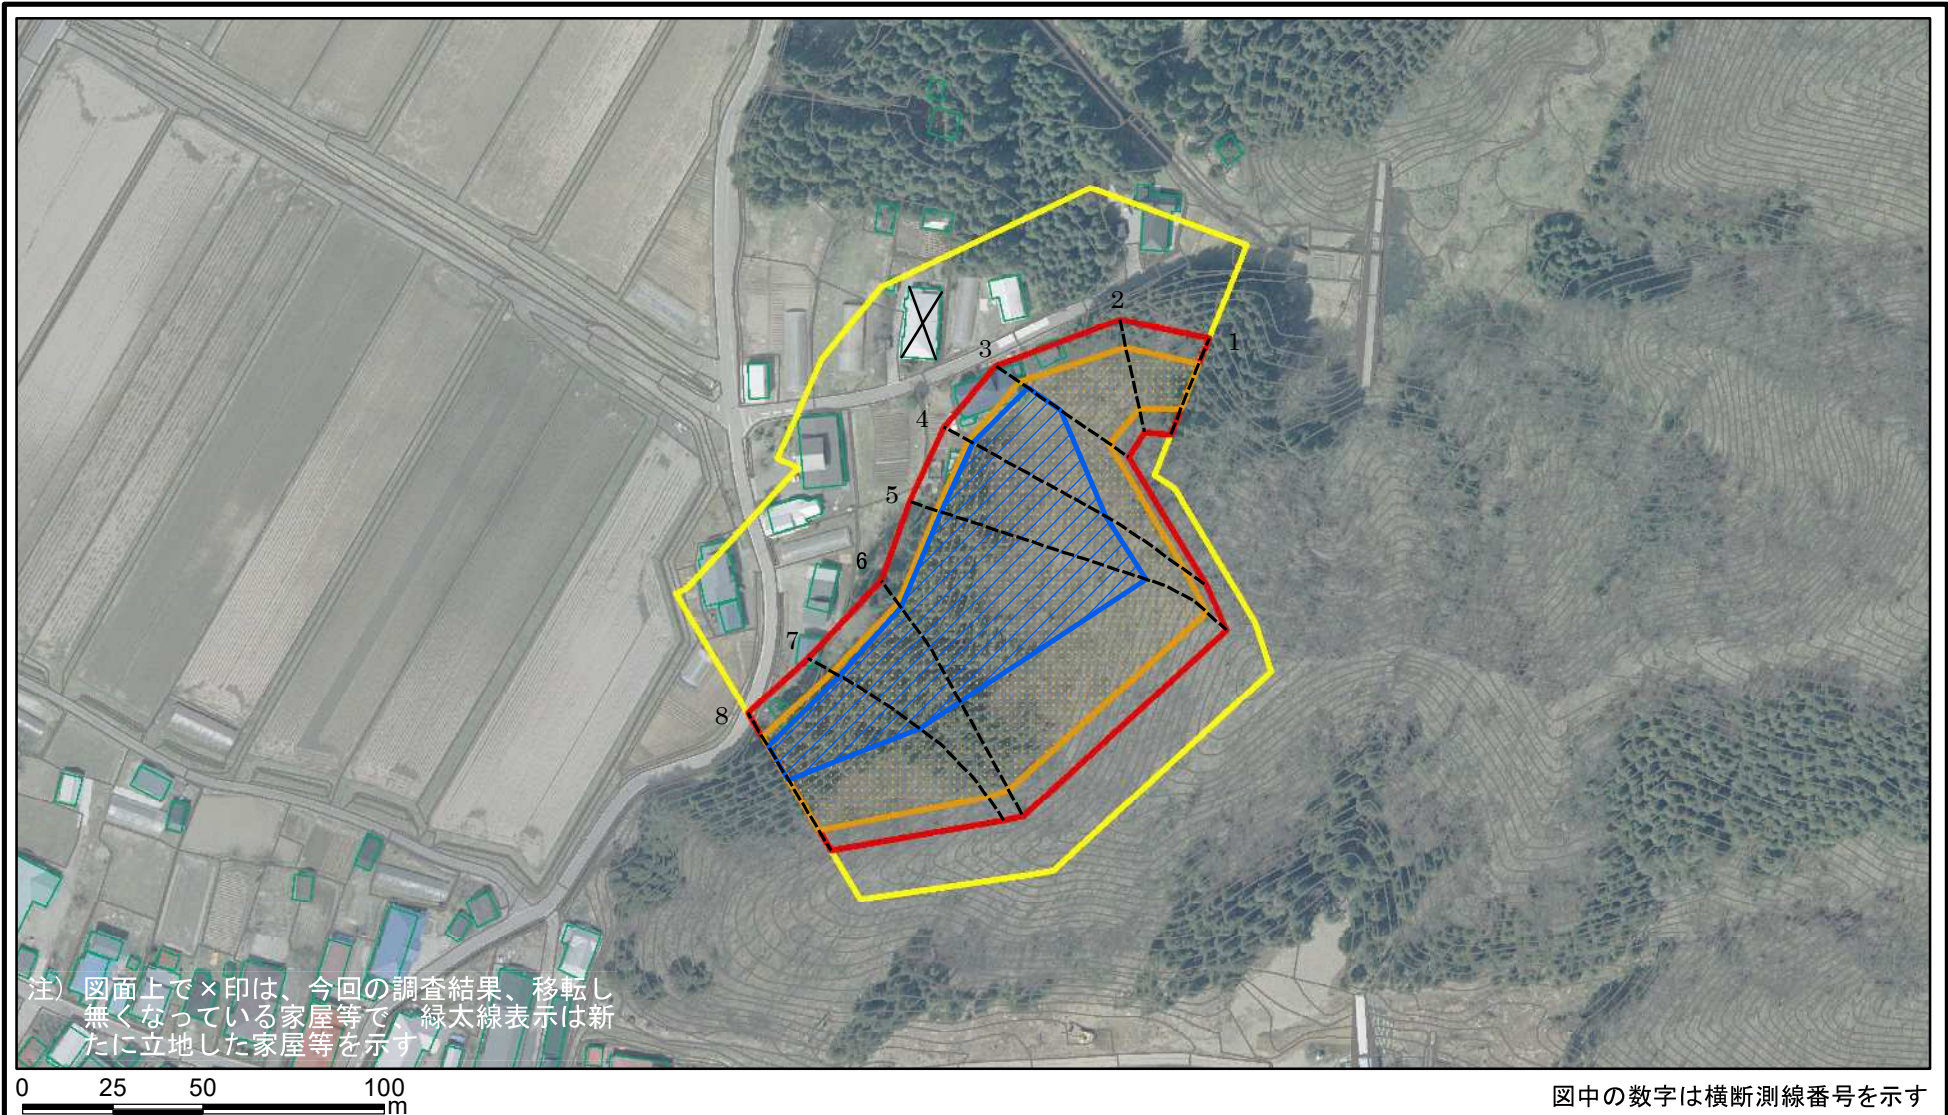 2
1
3
4
5
6
7
8
注) 図面上で×印は、今回の調査結果、移転し
無くなっている家屋等で、緑太線表示は新
たに立地した家屋等を示す
0 25 50 100
m
図中の数字は横断測線番号を示す